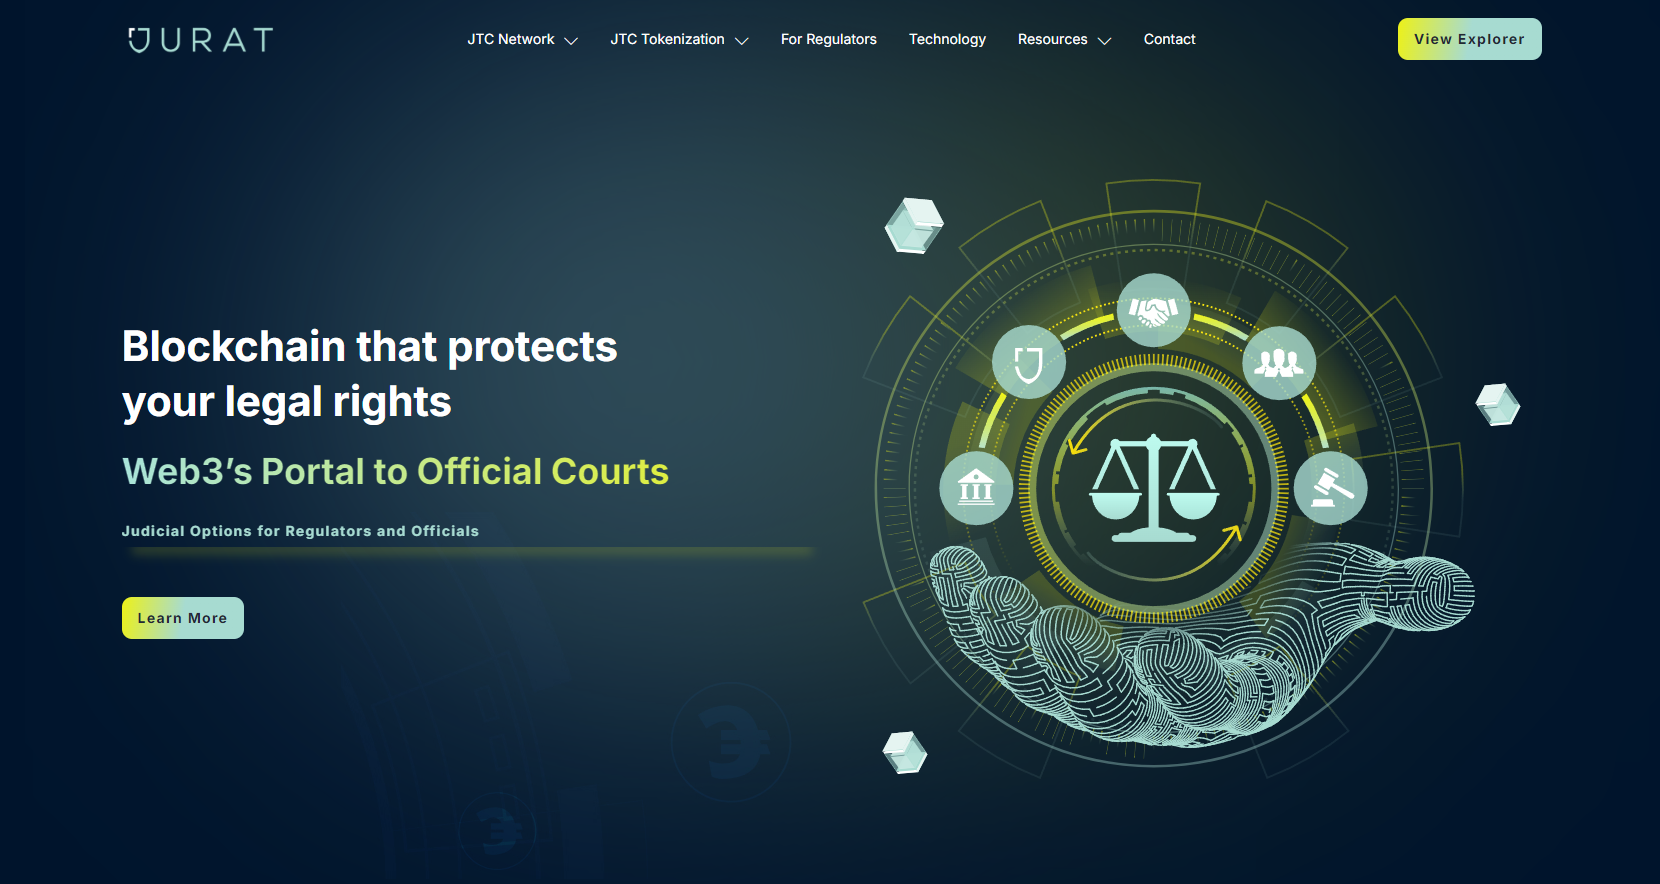 JURAT
JTC Network
JTC Tokenization
For Regulators
Technology
Resources
Contact
View Explorer
Blockchain that protects
your legal rights
Web3’s Portal to Official Courts
Judicial Options for Regulators and Officials
Learn More